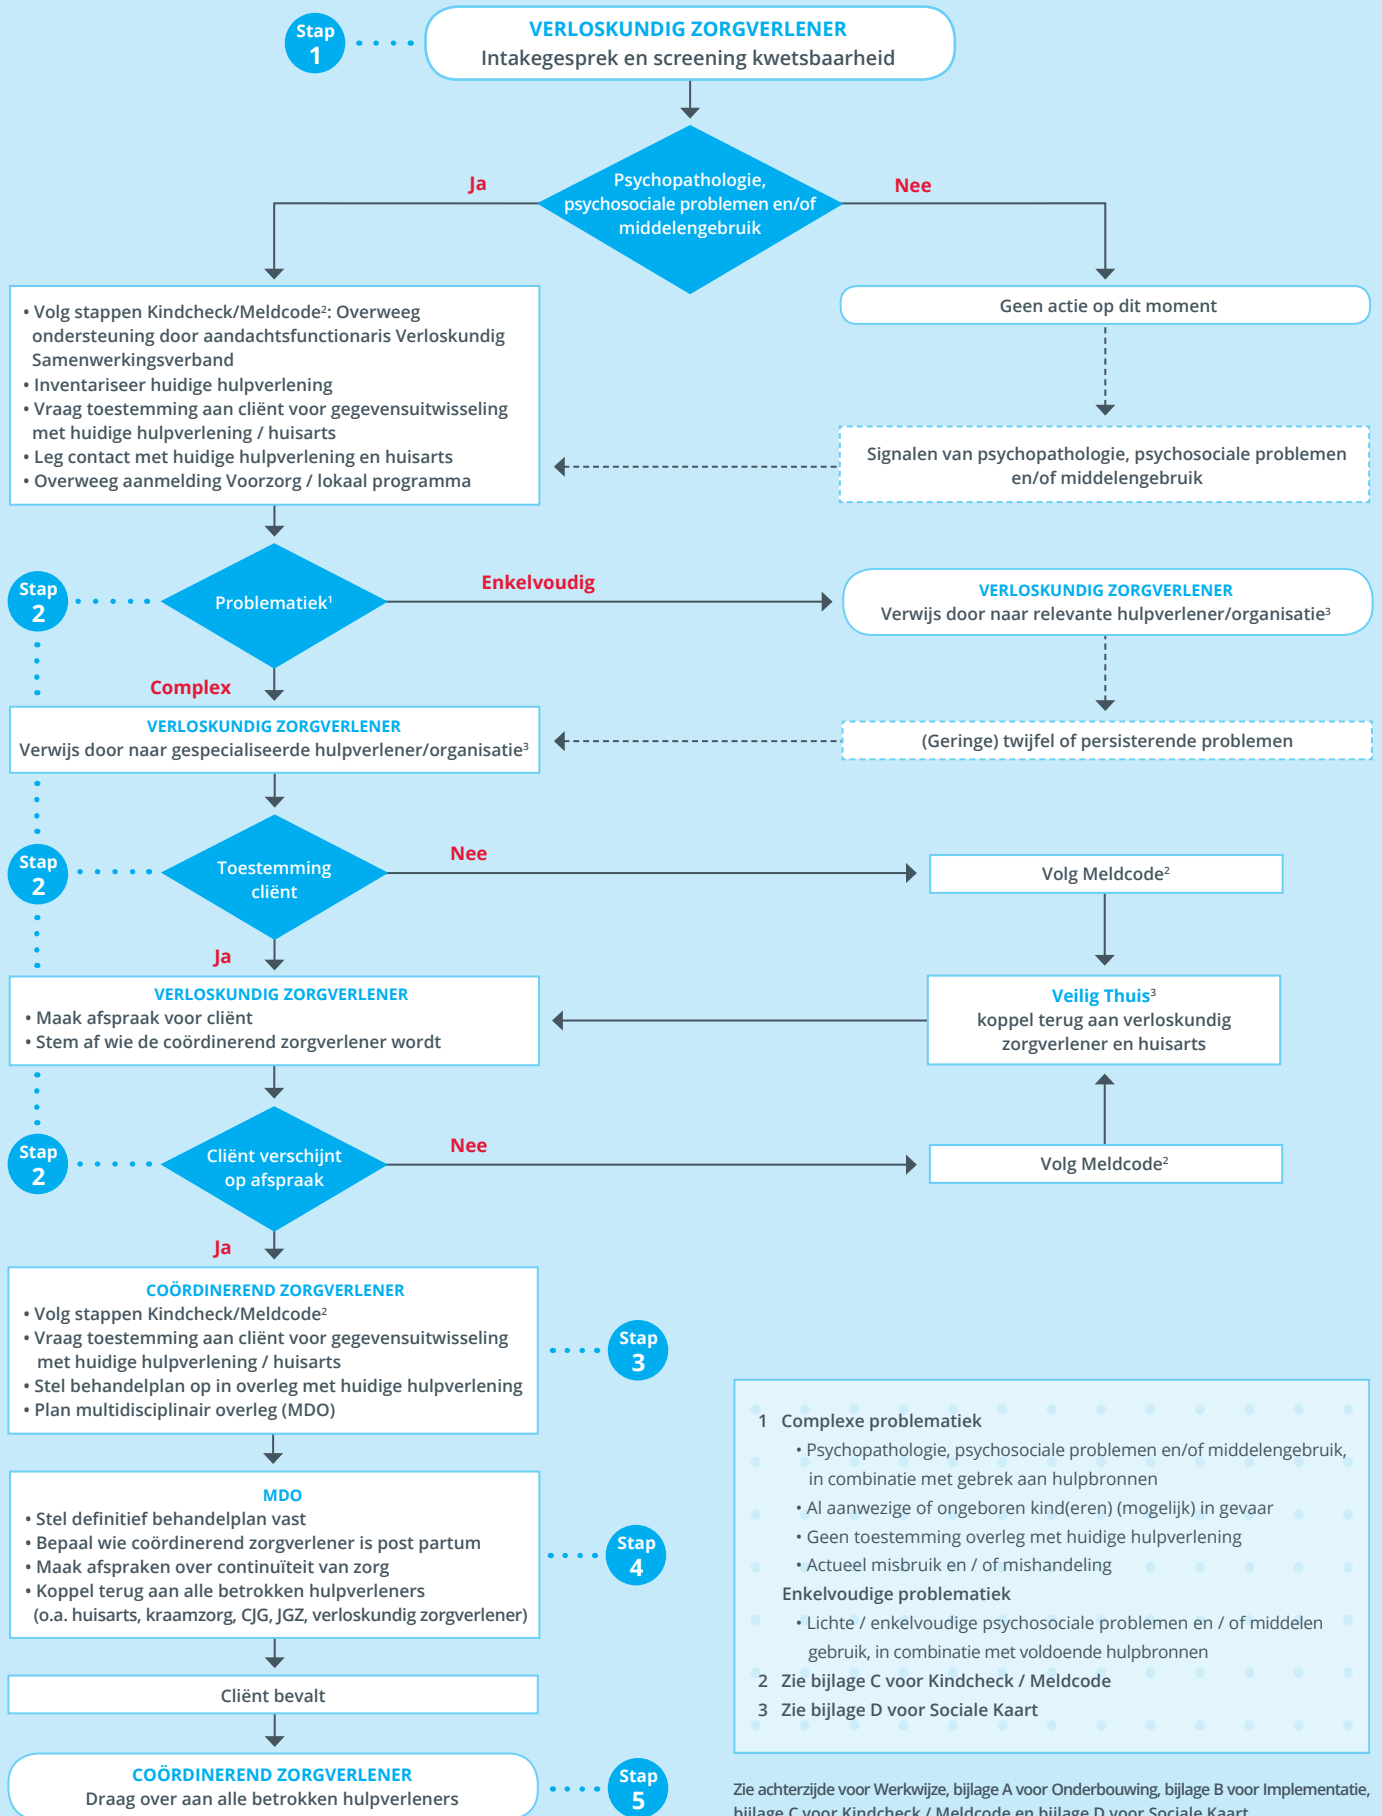 Stap
1
VERLOSKUNDIG ZORGVERLENER
Intakegesprek en screening kwetsbaarheid
Psychopathologie,
psychosociale problemen en/of
middelengebruik
Ja
Nee
• Volg stappen Kindcheck/Meldcode²: Overweeg
ondersteuning door aandachtsfunctionaris Verloskundig
Samenwerkingsverband
• Inventariseer huidige hulpverlening
• Vraag toestemming aan cliënt voor gegevensuitwisseling
met huidige hulpverlening / huisarts
• Leg contact met huidige hulpverlening en huisarts
• Overweeg aanmelding Voorzorg / lokaal programma
Geen actie op dit moment
Signalen van psychopathologie, psychosociale problemen
en/of middelengebruik
Stap
2
Problematiek¹
Enkelvoudig
VERLOSKUNDIG ZORGVERLENER
Verwijs door naar relevante hulpverlener/organisatie³
Complex
VERLOSKUNDIG ZORGVERLENER
Verwijs door naar gespecialiseerde hulpverlener/organisatie³
(Geringe) twijfel of persisterende problemen
Stap
2
Toestemming
cliënt
Nee
Volg Meldcode²
Ja
VERLOSKUNDIG ZORGVERLENER
• Maak afspraak voor cliënt
• Stem af wie de coördinerend zorgverlener wordt
Veilig Thuis³
koppel terug aan verloskundig
zorgverlener en huisarts
Stap
2
Cliënt verschijnt
op afspraak
Nee
Volg Meldcode²
Ja
COÖRDINEREND ZORGVERLENER
• Volg stappen Kindcheck/Meldcode²
• Vraag toestemming aan cliënt voor gegevensuitwisseling
met huidige hulpverlening / huisarts
• Stel behandelplan op in overleg met huidige hulpverlening
• Plan multidisciplinair overleg (MDO)
Stap
3
MDO
• Stel definitief behandelplan vast
• Bepaal wie coördinerend zorgverlener is post partum
• Maak afspraken over continuïteit van zorg
• Koppel terug aan alle betrokken hulpverleners
(o.a. huisarts, kraamzorg, CJG, JGZ, verloskundig zorgverlener)
Stap
4
Cliënt bevalt
COÖRDINEREND ZORGVERLENER
Draag over aan alle betrokken hulpverleners
Stap
5
1 Complexe problematiek
• Psychopathologie, psychosociale problemen en/of middelengebruik,
in combinatie met gebrek aan hulpbronnen
• Al aanwezige of ongeboren kind(eren) (mogelijk) in gevaar
• Geen toestemming overleg met huidige hulpverlening
• Actueel misbruik en / of mishandeling
Enkelvoudige problematiek
• Lichte / enkelvoudige psychosociale problemen en / of middelen
gebruik, in combinatie met voldoende hulpbronnen
2 Zie bijlage C voor Kindcheck / Meldcode
3 Zie bijlage D voor Sociale Kaart
Zie achterzijde voor Werkwijze, bijlage A voor Onderbouwing, bijlage B voor Implementatie,
bijlage C voor Kindcheck / Meldcode en bijlage D voor Sociale Kaart